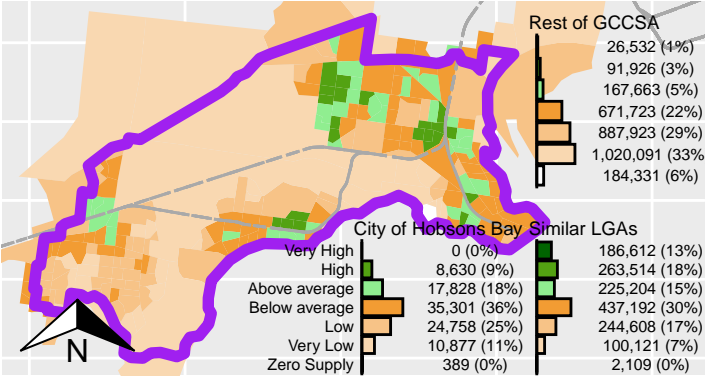 Rest of GCCSA
26,532 (1%)
91,926 (3%)
167,663 (5%)
671,723 (22%)
887,923 (29%)
1,020,091 (33%
184,331 (6%)
City of Hobsons Bay Similar LGAs
Very High 0 (0%) 186,612 (13%)
High 8,630 (9%) 263,514 (18%)
Above average 17,828 (18%) 225,204 (15%)
Below average 35,301 (36%) 437,192 (30%)
Low 24,758 (25%) 244,608 (17%)
Very Low 10,877 (11%) 100,121 (7%)
Zero Supply 389 (0%) 2,109 (0%)
N